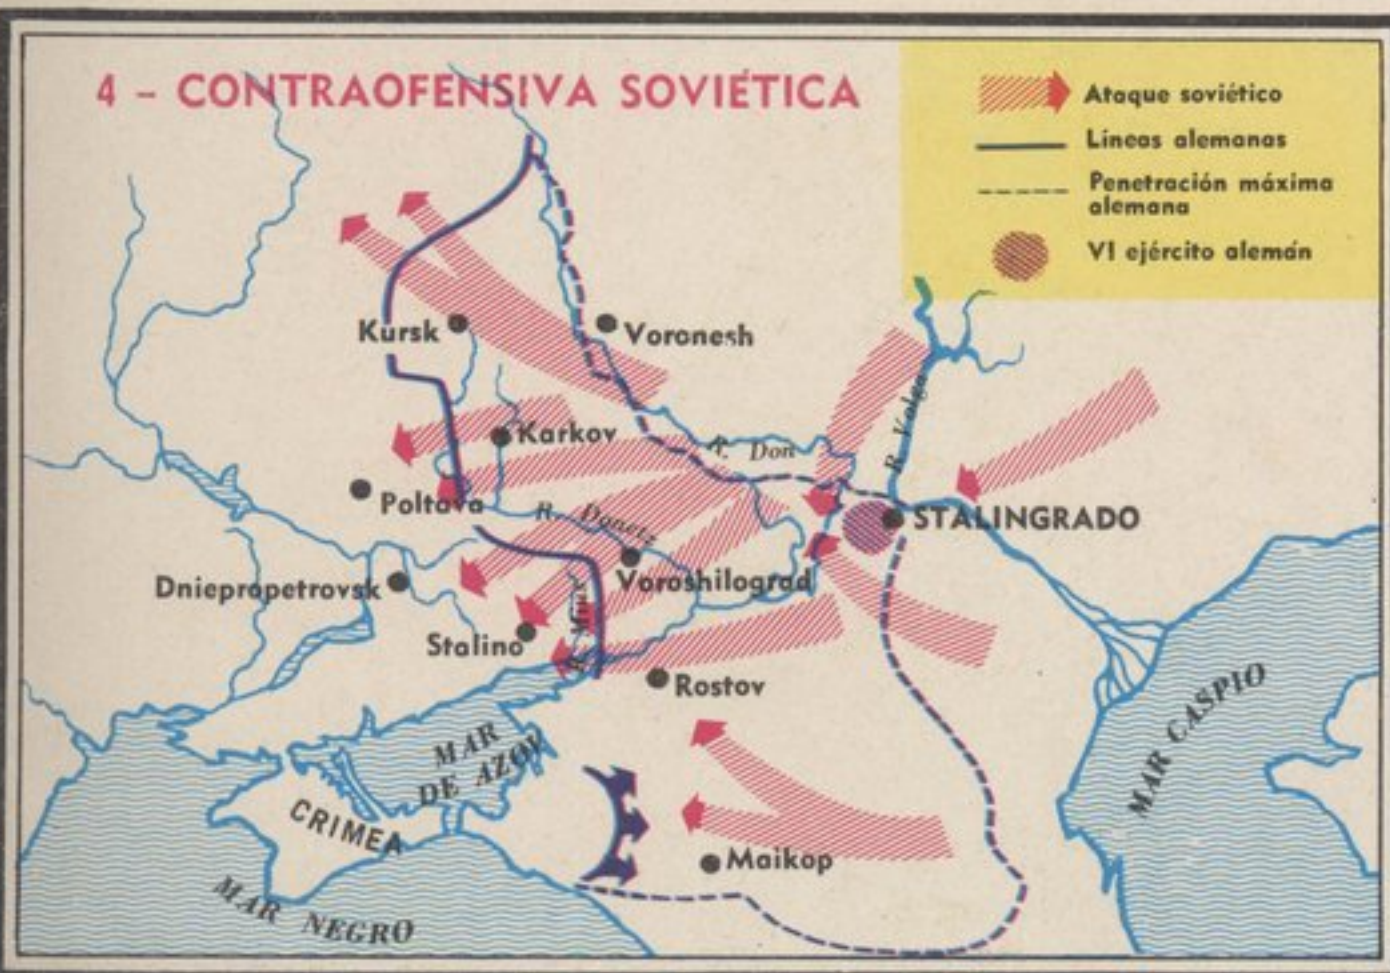 4 - CONTRAOFENSIVA SOVIÉTICA
Ataque soviético
Líneas alemanas
Penetración máxima
alemana
VI ejército alemán
Kursk
Voronesh
Karkov
R. Don
R. Volga
Poltava
R. Donetz
STALINGRADO
Voroshilograd
Dniepropetrovsk
R. Mius
Stalino
Rostov
MAR
DE AZOV
MAR CASPIO
CRIMEA
Maikop
MAR NEGRO